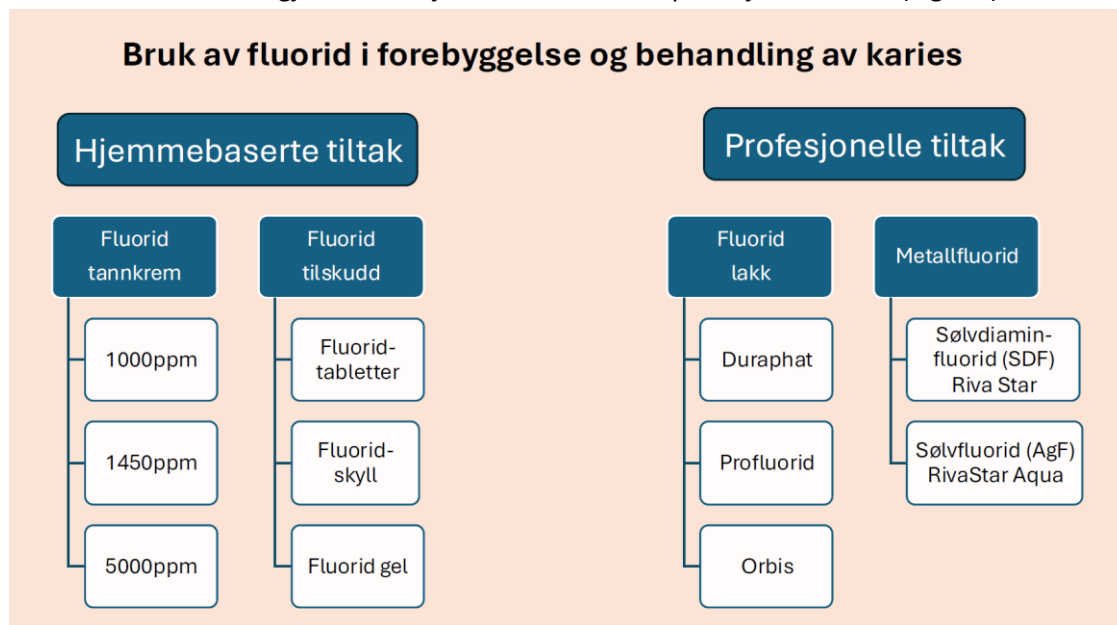 Bruk av fluorid i forebyggelse og behandling av karies
Hjemmebaserte tiltak
Profesjonelle tiltak
Fluorid
tannkrem
Fluorid
tilskudd
Fluorid
lakk
Metallfluorid
1000ppm
1450ppm
5000ppm
Fluorid-
tabletter
Fluorid-
skyll
Fluorid gel
Duraphat
Profluorid
Orbis
Sølvdiamin-
fluorid (SDF)
Riva Star
Sølvfluorid (AgF)
RivaStar Aqua